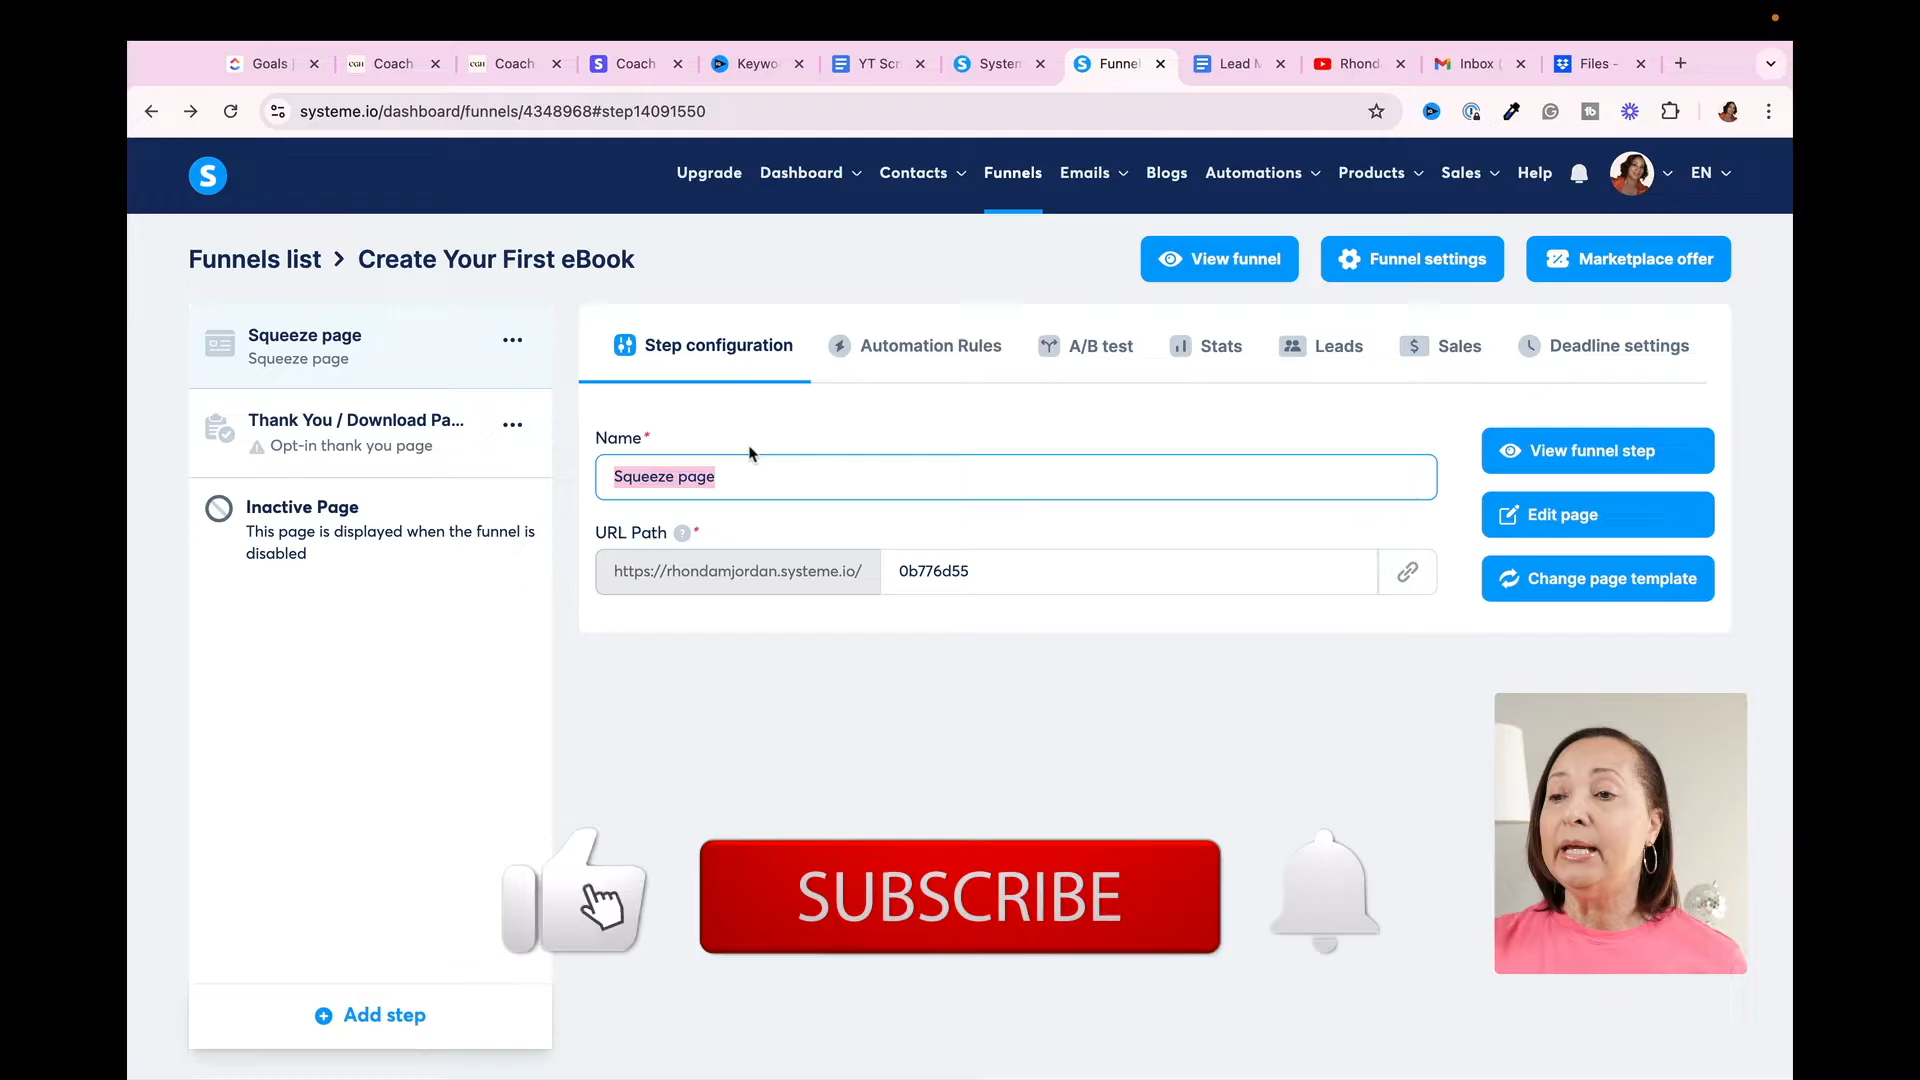 Goals
Coach
Coach
Coach
Keywo
YT Scr
System
Funnel
Lead M
Rhond
Inbox (
Files -
systeme.io/dashboard/funnels/4348968#step14091550
S
Upgrade
Dashboard
Contacts
Funnels
Emails
Blogs
Automations
Products
Sales
Help
EN
Funnels list > Create Your First eBook
View funnel
Funnel settings
Marketplace offer
Squeeze page
Squeeze page
Thank You / Download Pa...
Opt-in thank you page
Inactive Page
This page is displayed when the funnel is
disabled
Add step
Step configuration
Automation Rules
A/B test
Stats
Leads
Sales
Deadline settings
Name*
Squeeze page
URL Path ? *
https://rhondamjordan.systeme.io/
0b776d55
View funnel step
Edit page
Change page template
SUBSCRIBE